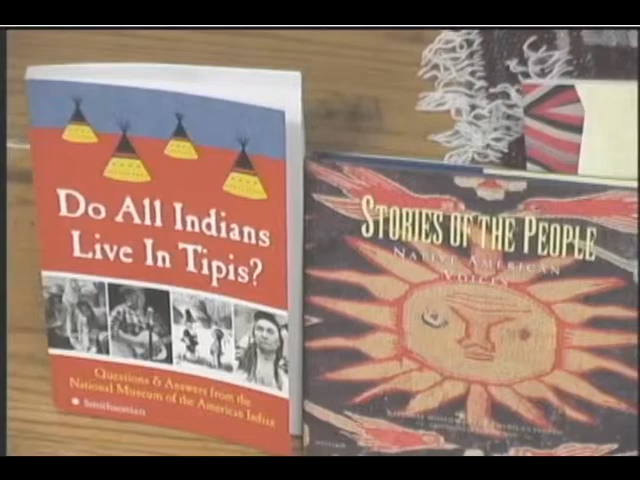 Do All Indians
Live In Tipis?
Questions & Answers from the
National Museum of the American Indian
Smithsonian
STORIES OF THE PEOPLE
NATIVE AMERICAN
VOICES